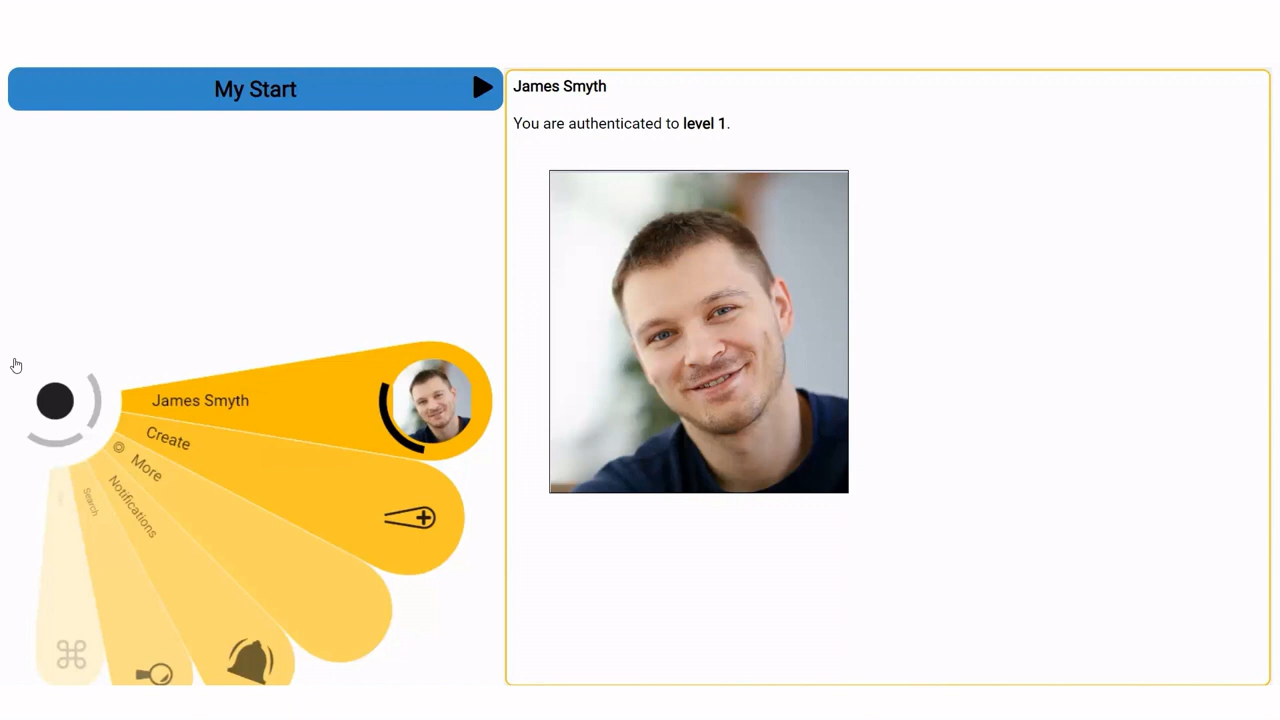 My Start
James Smyth
You are authenticated to level 1.
James Smyth
Create
More
Notifications
Search